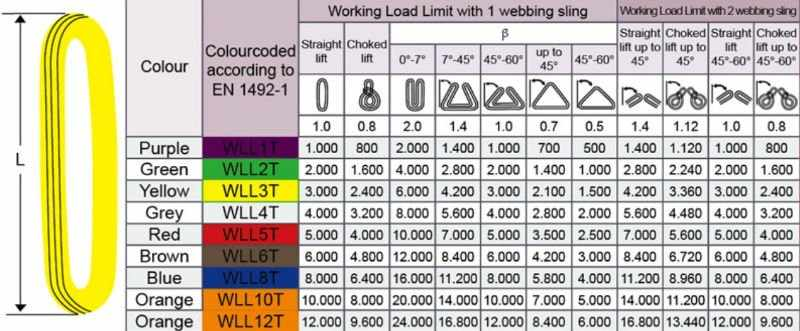 Working Load Limit with 1 webbing sling Working Load Limit with 2 webbing sling
Colour
Colourcoded according to EN 1492-1
Straight lift
Choked lift
β
0°-7° 7°-45° 45°-60° up to 45° 45°-60°
Straight lift up to 45°
Choked lift up to 45°
Straight lift 45°-60°
Choked lift 45°-60°
L
1.0 0.8 2.0 1.4 1.0 0.7 0.5 1.4 1.12 1.0 0.8
Purple WLL1T 1.000 800 2.000 1.400 1.000 700 500 1.400 1.120 1.000 800
Green WLL2T 2.000 1.600 4.000 2.800 2.000 1.400 1.000 2.800 2.240 2.000 1.600
Yellow WLL3T 3.000 2.400 6.000 4.200 3.000 2.100 1.500 4.200 3.360 3.000 2.400
Grey WLL4T 4.000 3.200 8.000 5.600 4.000 2.800 2.000 5.600 4.480 4.000 3.200
Red WLL5T 5.000 4.000 10.000 7.000 5.000 3.500 2.500 7.000 5.600 5.000 4.000
Brown WLL6T 6.000 4.800 12.000 8.400 6.000 4.200 3.000 8.400 6.720 6.000 4.800
Blue WLL8T 8.000 6.400 16.000 11.200 8.000 5.800 4.000 11.200 8.960 8.000 6.400
Orange WLL10T 10.000 8.000 20.000 14.000 10.000 7.000 5.000 14.000 11.200 10.000 8.000
Orange WLL12T 12.000 9.600 24.000 16.800 12.000 8.400 6.000 16.800 13.440 12.000 9.600